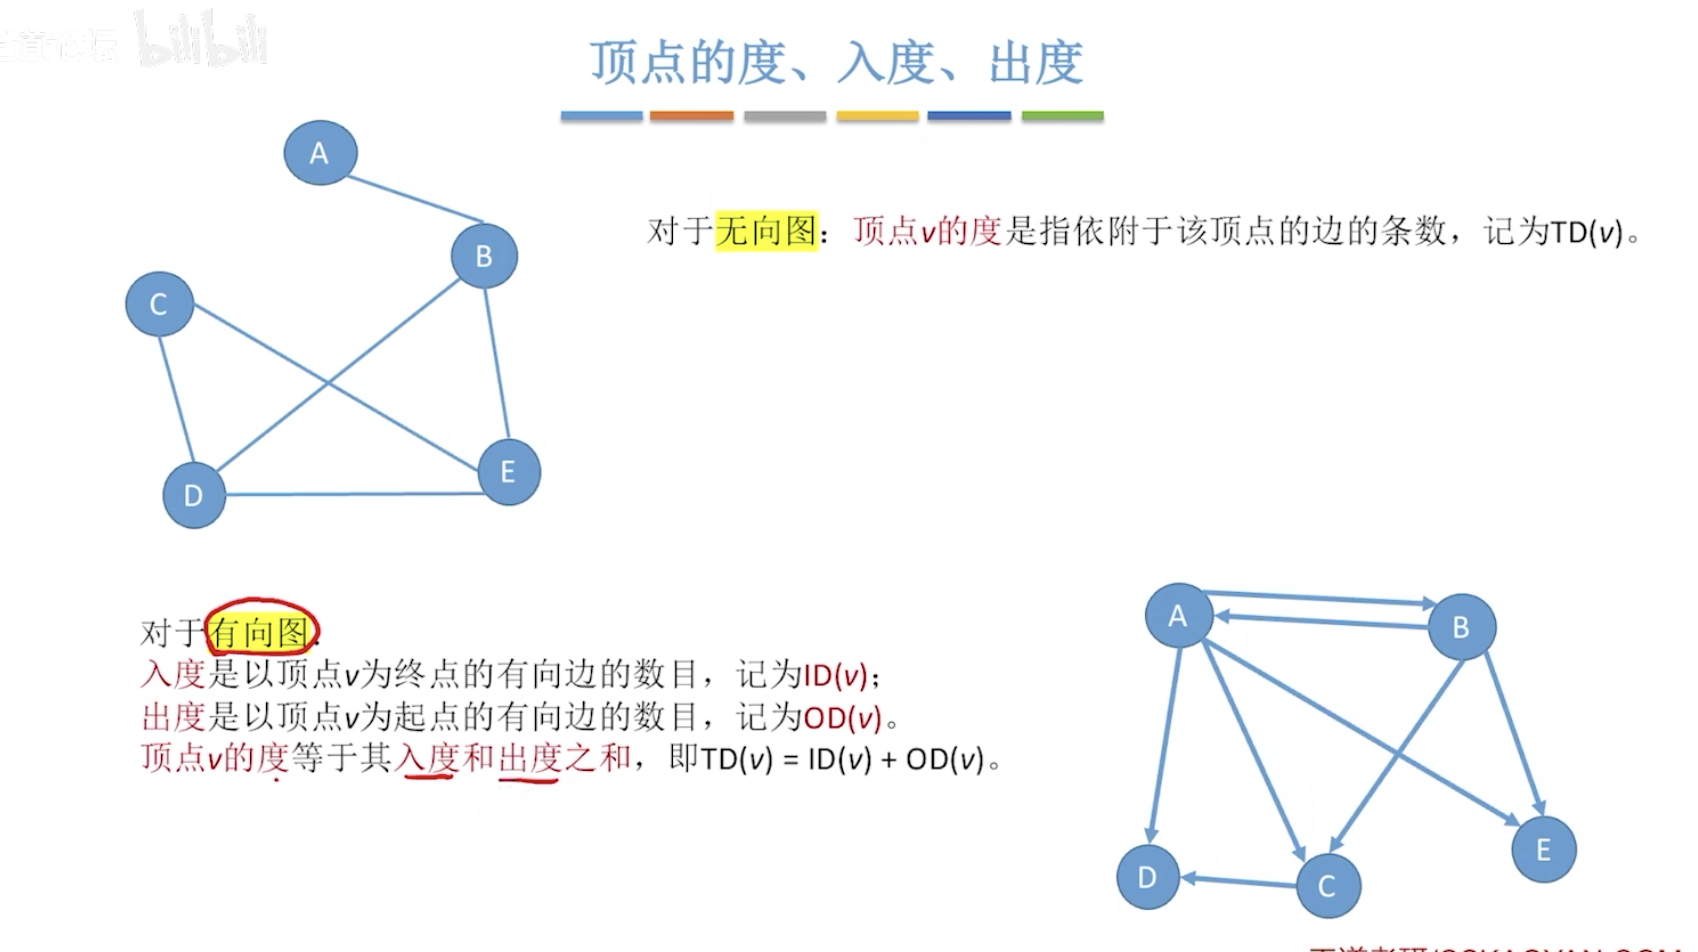 bilibili
顶点的度、入度、出度
A
B
C
D
E
对于无向图：顶点v的度是指依附于该顶点的边的条数，记为TD(v)。
对于有向图：
入度是以顶点v为终点的有向边的数目，记为ID(v)；
出度是以顶点v为起点的有向边的数目，记为OD(v)。
顶点v的度等于其入度和出度之和，即TD(v) = ID(v) + OD(v)。
A
B
D
C
E